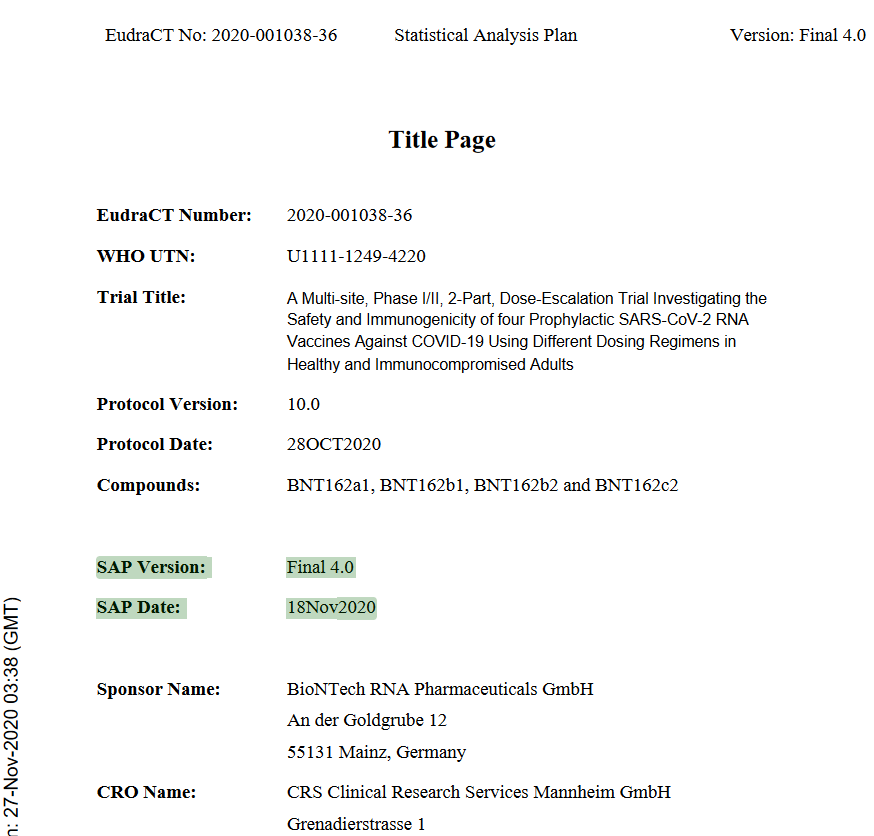 EudraCT No: 2020-001038-36 Statistical Analysis Plan Version: Final 4.0
Title Page
EudraCT Number: 2020-001038-36
WHO UTN: U1111-1249-4220
Trial Title: A Multi-site, Phase I/II, 2-Part, Dose-Escalation Trial Investigating the
Safety and Immunogenicity of four Prophylactic SARS-CoV-2 RNA
Vaccines Against COVID-19 Using Different Dosing Regimens in
Healthy and Immunocompromised Adults
Protocol Version: 10.0
Protocol Date: 28OCT2020
Compounds: BNT162a1, BNT162b1, BNT162b2 and BNT162c2
SAP Version: Final 4.0
SAP Date: 18Nov2020
Sponsor Name: BioNTech RNA Pharmaceuticals GmbH
An der Goldgrube 12
55131 Mainz, Germany
CRO Name: CRS Clinical Research Services Mannheim GmbH
Grenadierstrasse 1
n: 27-Nov-2020 03:38 (GMT)